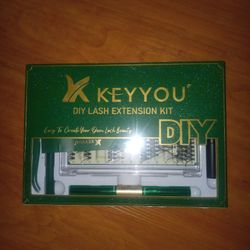 KEYYOU
DIY LASH EXTENSION KIT
Easy To Create Your Own Lash Beauty
DIY